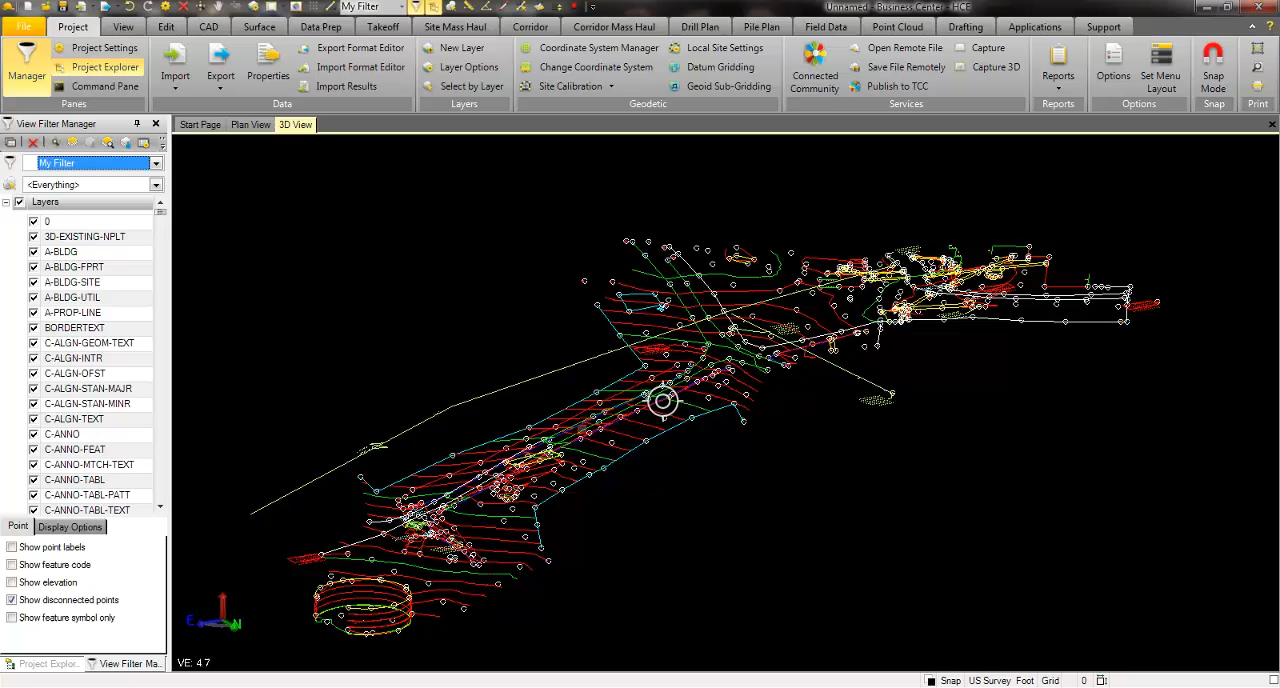 My Filter
Unnamed - Business Center - HCE
File Project View Edit CAD Surface Data Prep Takeoff Site Mass Haul Corridor Corridor Mass Haul Drill Plan Pile Plan Field Data Point Cloud Drafting Applications Support
Manager
Project Settings
Project Explorer
Command Pane
Panes
Import
Export
Properties
Export Format Editor
Import Format Editor
Import Results
Data
New Layer
Layer Options
Select by Layer
Layers
Coordinate System Manager
Change Coordinate System
Site Calibration
Local Site Settings
Datum Gridding
Geoid Sub-Gridding
Geodetic
Connected Community
Open Remote File
Save File Remotely
Publish to TCC
Capture
Capture 3D
Services
Reports
Reports
Options
Set Menu Layout
Options
Snap Mode
Snap
Print
View Filter Manager
Start Page Plan View 3D View
My Filter
<Everything>
Layers
0
3D-EXISTING-NPLT
A-BLDG
A-BLDG-FPRT
A-BLDG-SITE
A-BLDG-UTIL
A-PROP-LINE
BORDERTEXT
C-ALGN-GEOM-TEXT
C-ALGN-INTR
C-ALGN-OFST
C-ALGN-STAN-MAJR
C-ALGN-STAN-MINR
C-ALGN-TEXT
C-ANNO
C-ANNO-FEAT
C-ANNO-MTCH-TEXT
C-ANNO-TABL
C-ANNO-TABL-PATT
C-ANNO-TABL-TEXT
Point Display Options
Show point labels
Show feature code
Show elevation
Show disconnected points
Show feature symbol only
E N
Project Explor... View Filter Ma...
VE: 4.7
Snap US Survey Foot Grid 0